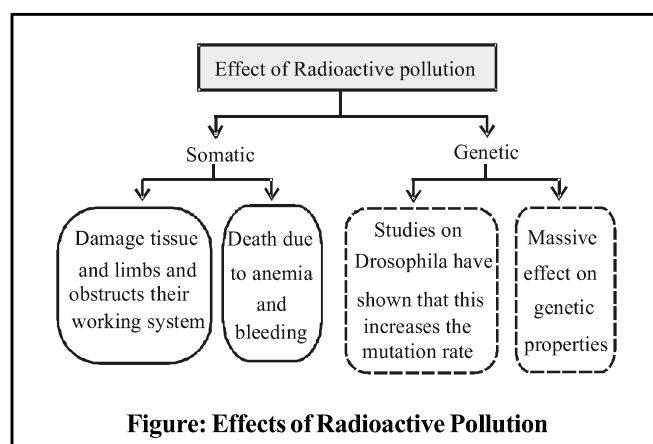 Effect of Radioactive pollution
Somatic
Genetic
Damage tissue
and limbs and
obstructs their
working system
Death due
to anemia
and
bleeding
Studies on
Drosophila have
shown that this
increases the
mutation rate
Massive
effect on
genetic
properties
Figure: Effects of Radioactive Pollution